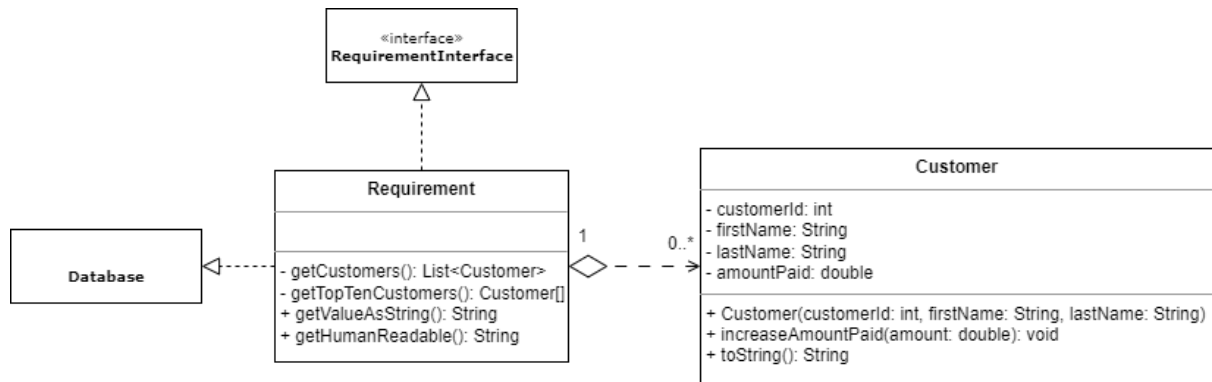 «interface»
RequirementInterface
Requirement
- getCustomers(): List<Customer>
- getTopTenCustomers(): Customer[]
+ getValueAsString(): String
+ getHumanReadable(): String
Database
1
0..*
Customer
- customerId: int
- firstName: String
- lastName: String
- amountPaid: double
+ Customer(customerId: int, firstName: String, lastName: String)
+ increaseAmountPaid(amount: double): void
+ toString(): String